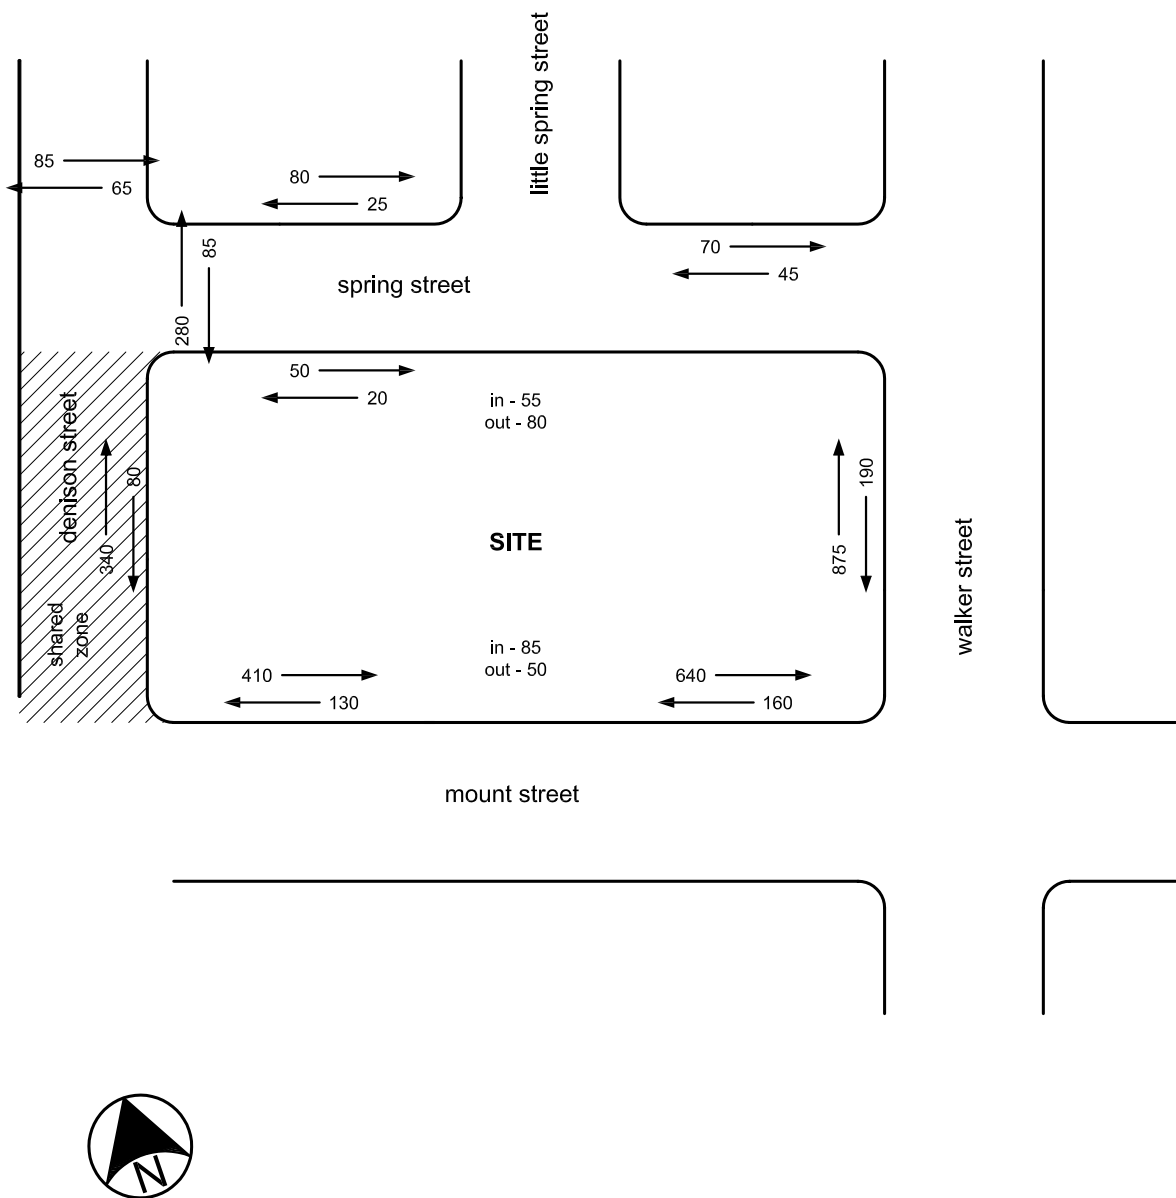 little spring street
85
65
80
25
85
280
70
45
spring street
50
20
in - 55
out - 80
denison street
80
340
shared
zone
SITE
190
875
walker street
in - 85
out - 50
410
130
640
160
mount street
N